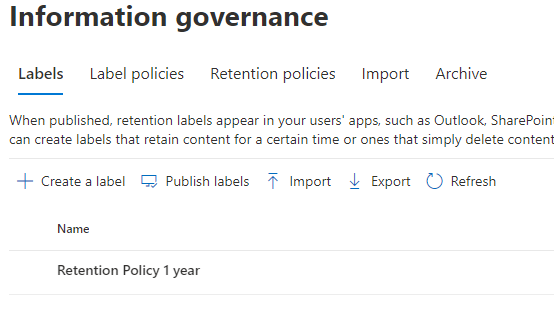 Information governance
Labels Label policies Retention policies Import Archive
When published, retention labels appear in your users' apps, such as Outlook, SharePoint
can create labels that retain content for a certain time or ones that simply delete content
Create a label Publish labels Import Export Refresh
Name
Retention Policy 1 year